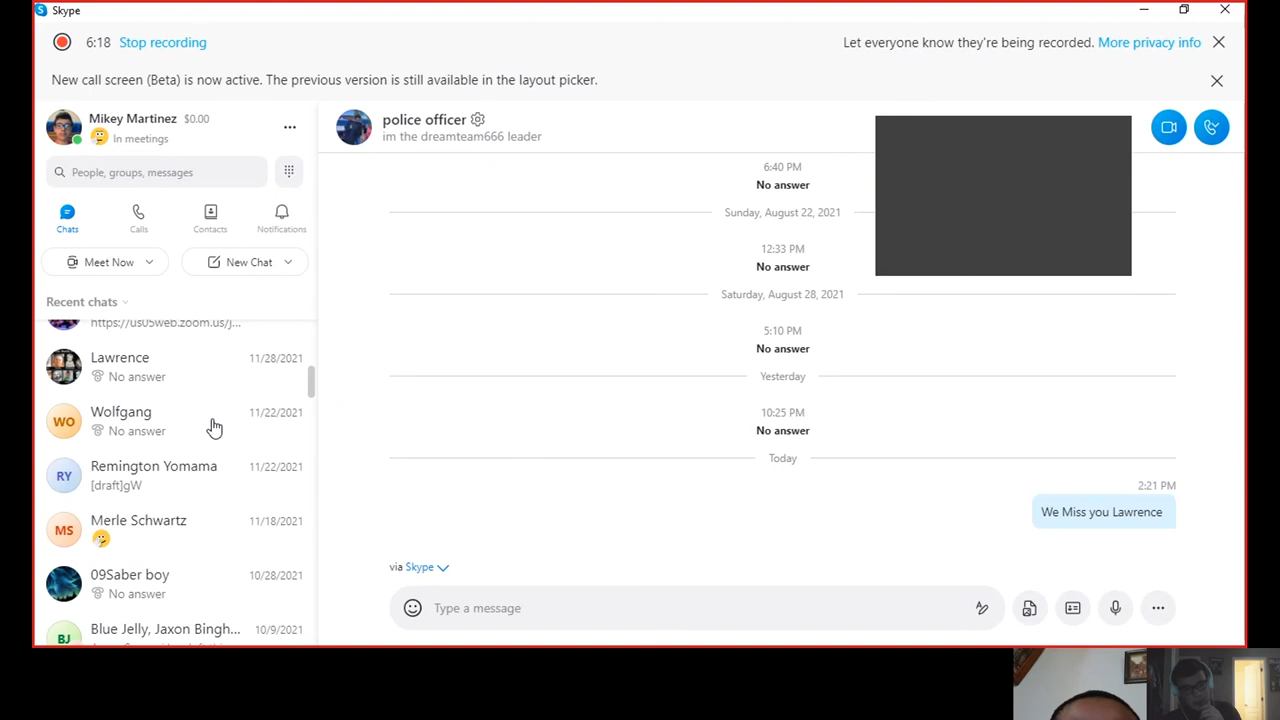 Skype
6:18 Stop recording
Let everyone know they're being recorded. More privacy info
New call screen (Beta) is now active. The previous version is still available in the layout picker.
Mikey Martinez $0.00
In meetings
People, groups, messages
Chats
Calls
Contacts
Notifications
Meet Now
New Chat
Recent chats
https://us05web.zoom.us/j...
Lawrence 11/28/2021
No answer
WO
Wolfgang 11/22/2021
No answer
RY
Remington Yomama 11/22/2021
[draft]gW
MS
Merle Schwartz 11/18/2021
09Saber boy 10/28/2021
No answer
BJ
Blue Jelly, Jaxon Bingh... 10/9/2021
police officer
im the dreamteam666 leader
6:40 PM
No answer
Sunday, August 22, 2021
12:33 PM
No answer
Saturday, August 28, 2021
5:10 PM
No answer
Yesterday
10:25 PM
No answer
Today
2:21 PM
We Miss you Lawrence
via Skype
Type a message